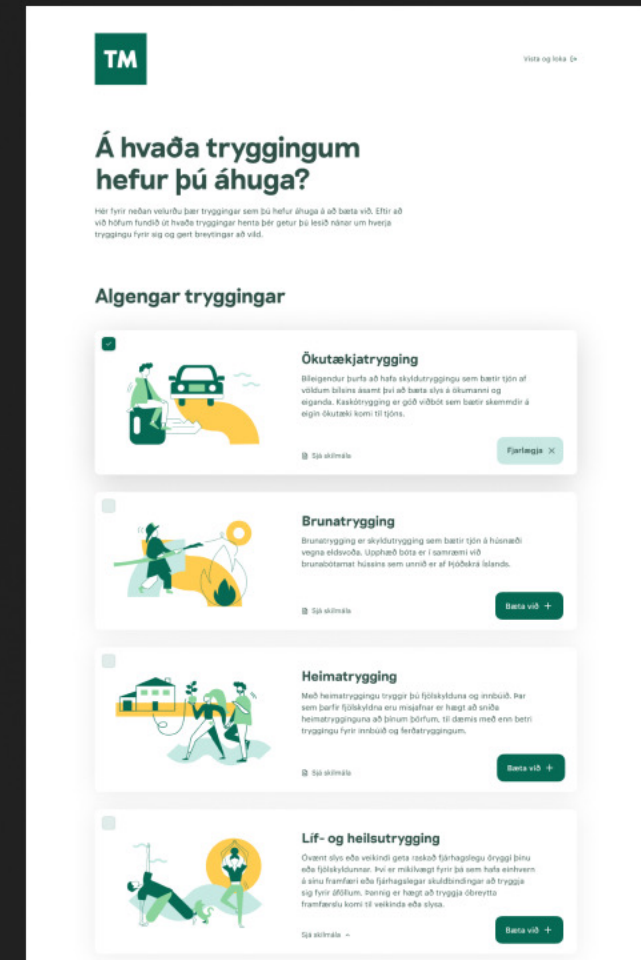 TM
Vista og loka
Á hvaða tryggingum
hefur þú áhuga?
Hér fyrir neðan velurðu þær tryggingar sem þú hefur áhuga á að bæta við. Eftir að
við höfum fundið út hvaða tryggingar henta þér getur þú lesið nánar um hverja
tryggingu fyrir sig og gert breytingar að vild.
Algengar tryggingar
Ökutækjatrygging
Bíleigendur þurfa að hafa skyldutryggingu sem bætir tjón af
völdum bílsins ásamt því að bæta slys á ökumanni og
eiganda. Kaskótrygging er góð viðbót sem bætir skemmdir á
eigin ökutæki komi til tjóns.
Sjá skilmála
Fjarlægja
Brunatrygging
Brunatrygging er skyldutrygging sem bætir tjón á húsnæði
vegna eldsvoða. Upphæð bóta er í samræmi við
brunabótamat hússins sem unnið er af Þjóðskrá Íslands.
Sjá skilmála
Bæta við
Heimatrygging
Með heimatryggingu tryggir þú fjölskylduna og innbúið. Þar
sem þarfir fjölskyldna eru misjafnar er hægt að sníða
heimatrygginguna að þínum þörfum, til dæmis með enn betri
tryggingu fyrir innbúið og ferðatryggingum.
Sjá skilmála
Bæta við
Líf- og heilsutrygging
Óvænt slys eða veikindi geta raskað fjárhagslegu öryggi þínu
eða fjölskyldunnar. Því er mikilvægt fyrir þá sem hafa einhvern
á sínu framfæri eða fjárhagslegar skuldbindingar að tryggja
sig fyrir áföllum. Þannig er hægt að tryggja óbreytta
framfærslu komi til veikinda eða slysa.
Sjá skilmála
Bæta við